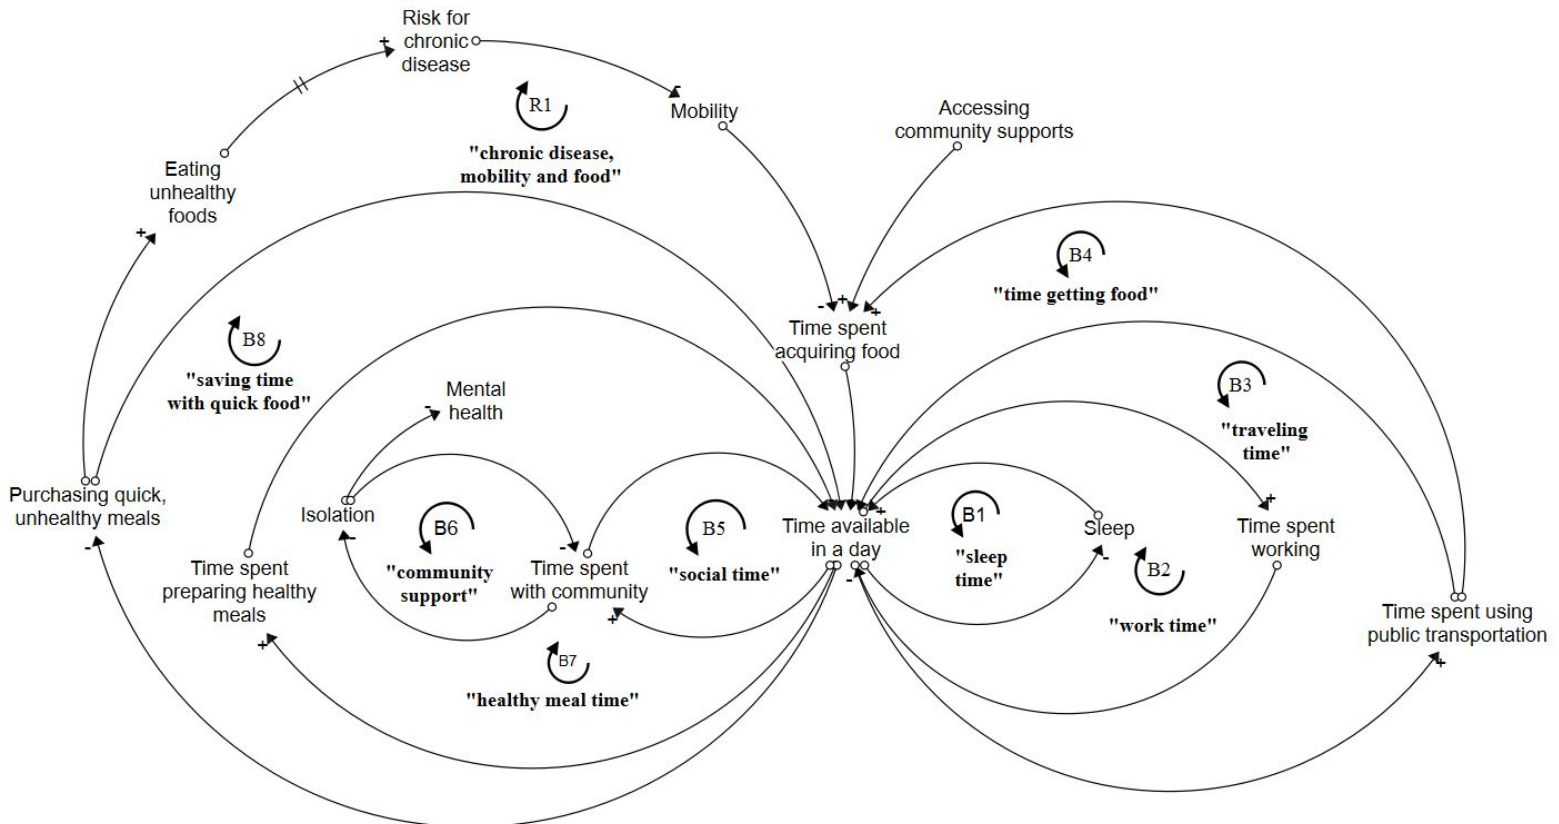 Risk for
chronic
disease
+
-
R1
Mobility
Accessing
community supports
"chronic disease,
mobility and food"
Eating
unhealthy
foods
+
B4
"time getting food"
- + +
Time spent
acquiring food
B8
"saving time
with quick food"
Mental
health
-
B3
"traveling
time"
Purchasing quick,
unhealthy meals
-
Isolation
-
B6
"community
support"
-
Time spent
with community
+
B5
"social time"
Time available
in a day
+
-
B1
"sleep
time"
Sleep
-
B2
"work time"
+
Time spent
working
Time spent
preparing healthy
meals
+
B7
"healthy meal time"
Time spent using
public transportation
+